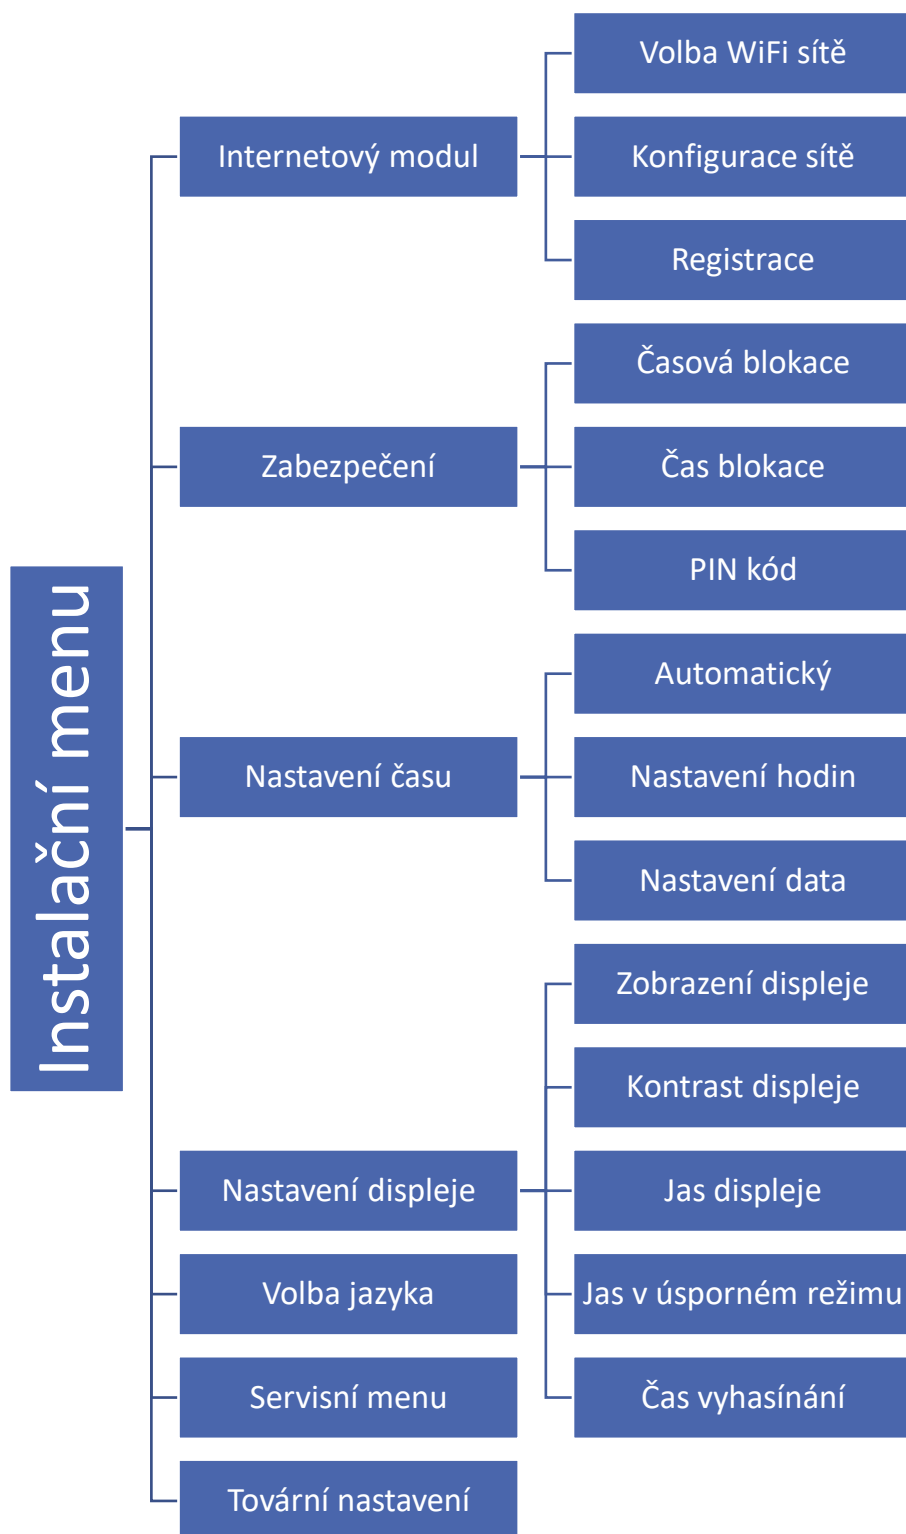 Instalační menu
Internetový modul
Volba WiFi sítě
Konfigurace sítě
Registrace
Zabezpečení
Časová blokace
Čas blokace
PIN kód
Nastavení času
Automatický
Nastavení hodin
Nastavení data
Nastavení displeje
Zobrazení displeje
Kontrast displeje
Jas displeje
Jas v úsporném režimu
Čas vyhasínání
Volba jazyka
Servisní menu
Tovární nastavení